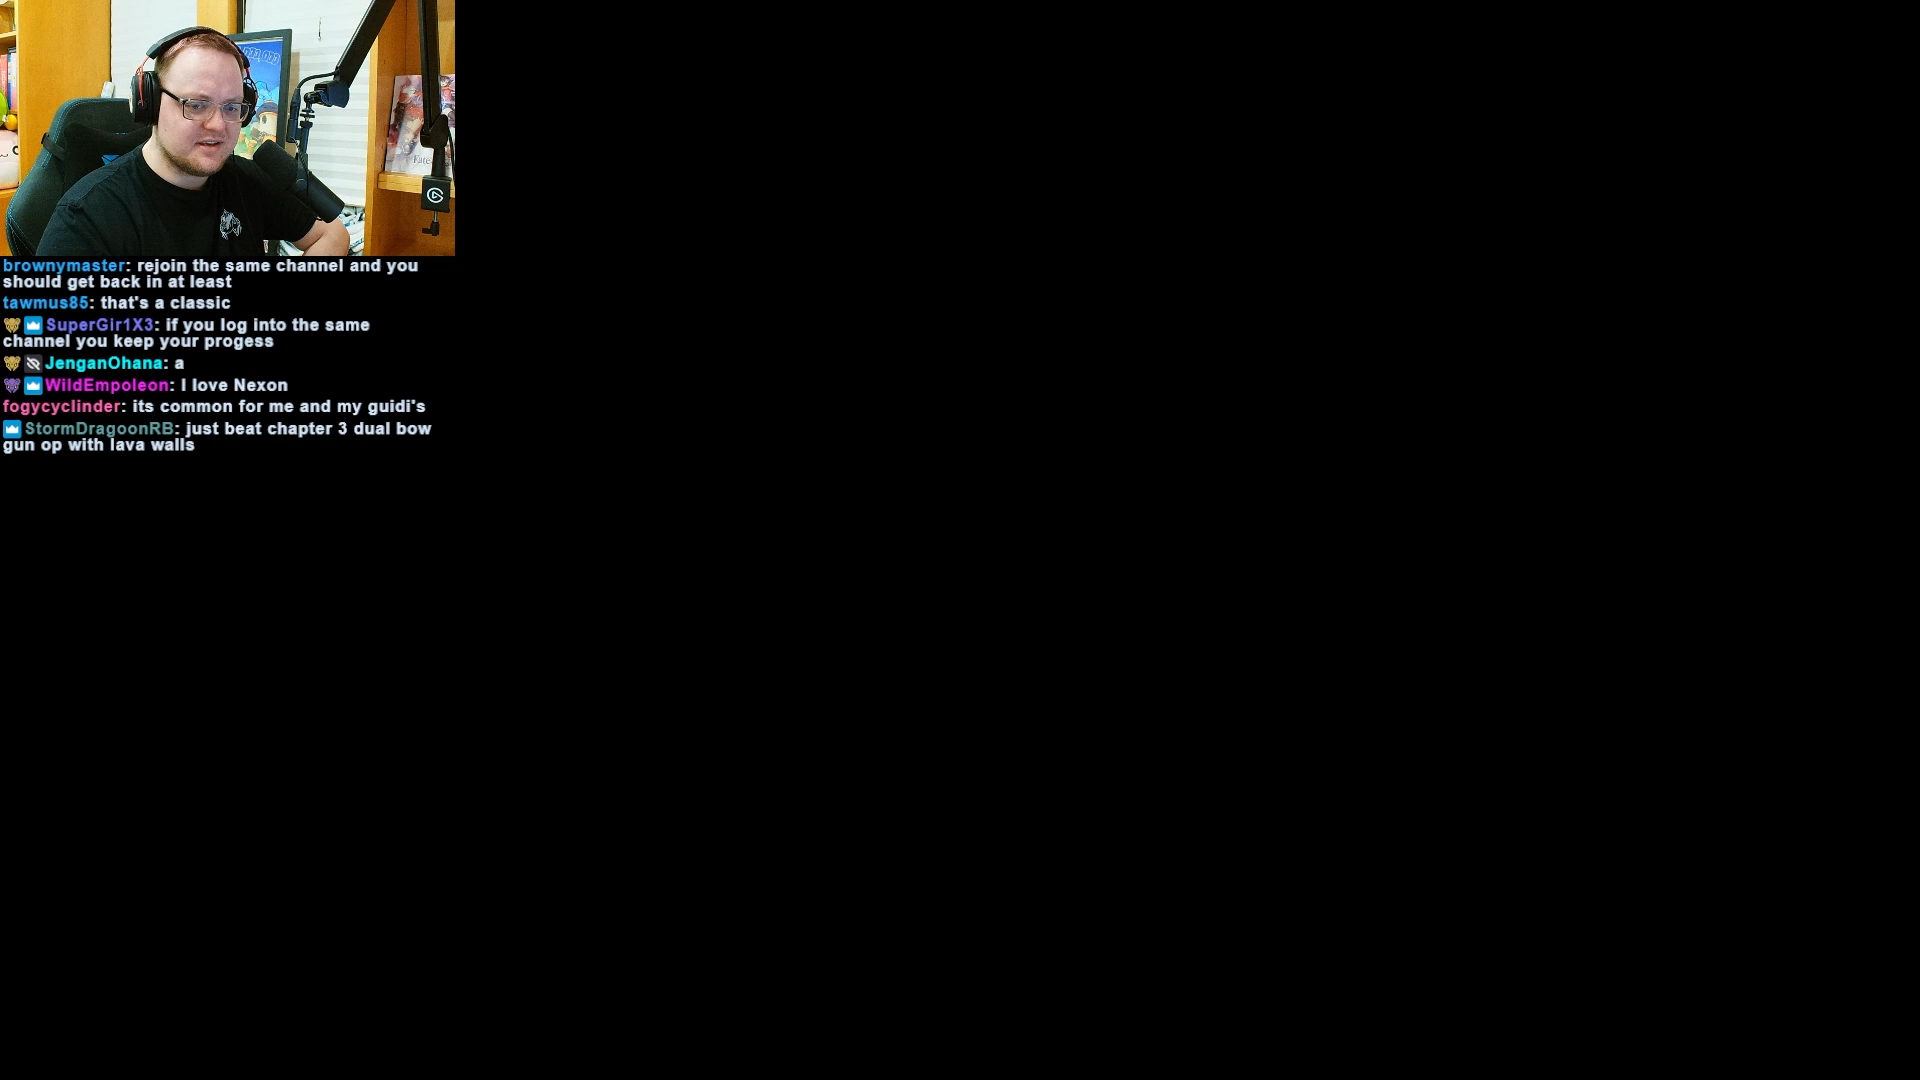 Fate
brownymaster: rejoin the same channel and you
should get back in at least
tawmus85: that's a classic
SuperGir1X3: if you log into the same
channel you keep your progess
JenganOhana: a
WildEmpoleon: I love Nexon
fogycyclinder: its common for me and my guidi's
StormDragoonRB: just beat chapter 3 dual bow
gun op with lava walls